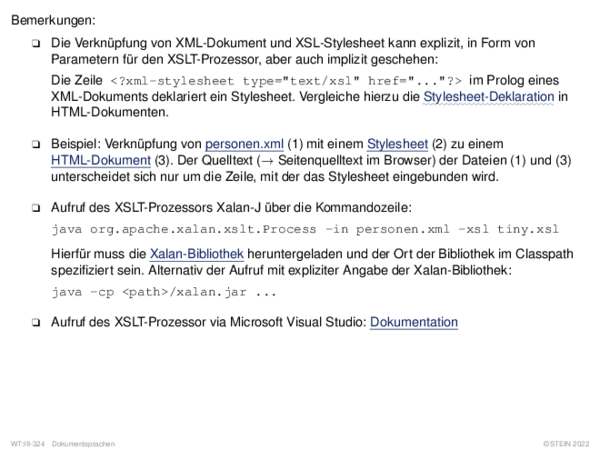 Bemerkungen:
❑ Die Verknüpfung von XML-Dokument und XSL-Stylesheet kann explizit, in Form von
Parametern für den XSLT-Prozessor, aber auch implizit geschehen:
Die Zeile <?xml-stylesheet type="text/xsl" href="..."?> im Prolog eines
XML-Dokuments deklariert ein Stylesheet. Vergleiche hierzu die Stylesheet-Deklaration in
HTML-Dokumenten.
❑ Beispiel: Verknüpfung von personen.xml (1) mit einem Stylesheet (2) zu einem
HTML-Dokument (3). Der Quelltext (→ Seitenquelltext im Browser) der Dateien (1) und (3)
unterscheidet sich nur um die Zeile, mit der das Stylesheet eingebunden wird.
❑ Aufruf des XSLT-Prozessors Xalan-J über die Kommandozeile:
java org.apache.xalan.xslt.Process -in personen.xml -xsl tiny.xsl
Hierfür muss die Xalan-Bibliothek heruntergeladen und der Ort der Bibliothek im Classpath
spezifiziert sein. Alternativ der Aufruf mit expliziter Angabe der Xalan-Bibliothek:
java -cp <path>/xalan.jar ...
❑ Aufruf des XSLT-Prozessor via Microsoft Visual Studio: Dokumentation
WT:III-324 Dokumentsprachen ©STEIN 2022